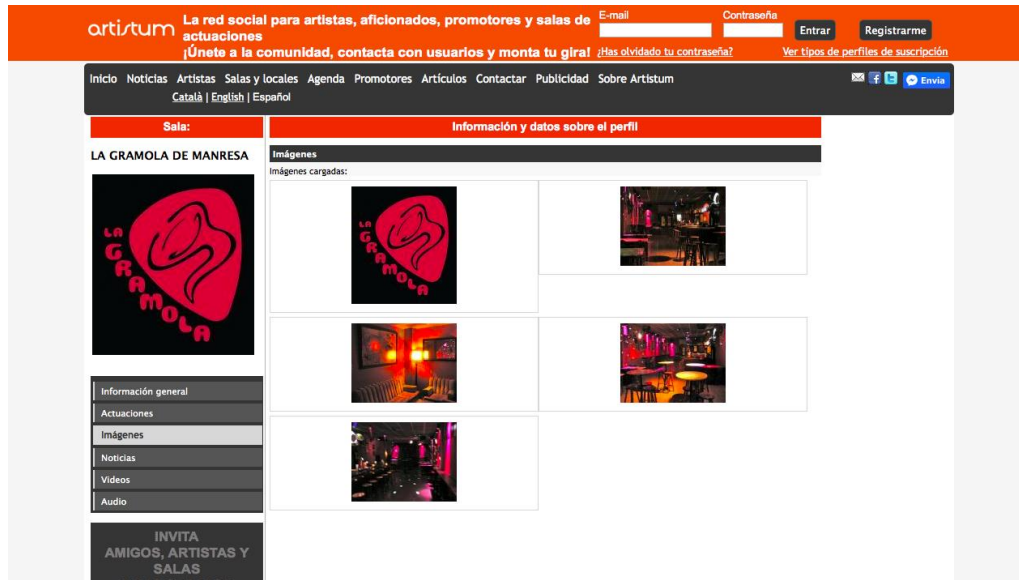 artistum
La red social para artistas, aficionados, promotores y salas de
actuaciones
¡Únete a la comunidad, contacta con usuarios y monta tu gira!
E-mail
Contraseña
Entrar
Registrarme
¿Has olvidado tu contraseña?
Ver tipos de perfiles de suscripción
Inicio Noticias Artistas Salas y locales Agenda Promotores Artículos Contactar Publicidad Sobre Artistum
Envia
Català | English | Español
Sala:
LA GRAMOLA DE MANRESA
LA
GRAMOLA
Información general
Actuaciones
Imágenes
Noticias
Videos
Audio
INVITA
AMIGOS, ARTISTAS Y
SALAS
Información y datos sobre el perfil
Imágenes
Imágenes cargadas:
LA
GRAMOLA